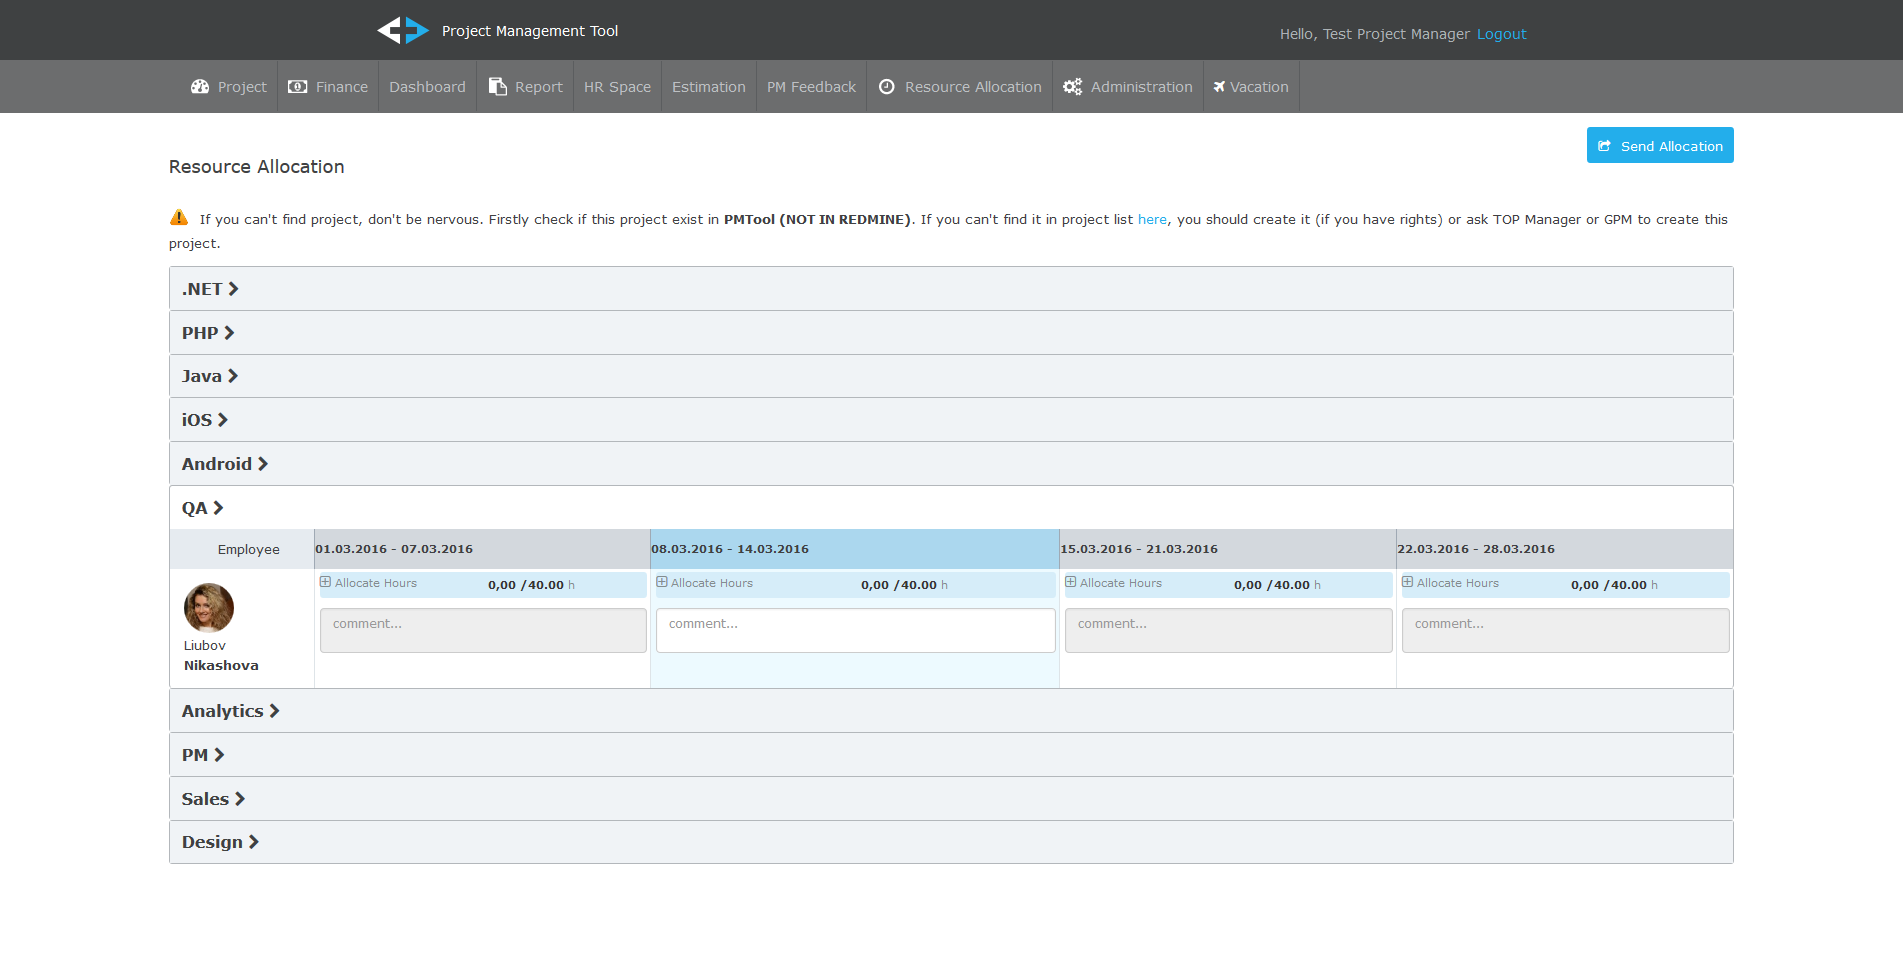 Project Management Tool
Hello, Test Project Manager Logout
Project Finance Dashboard Report HR Space Estimation PM Feedback Resource Allocation Administration Vacation
Send Allocation
Resource Allocation
If you can't find project, don't be nervous. Firstly check if this project exist in PMTool (NOT IN REDMINE). If you can't find it in project list here, you should create it (if you have rights) or ask TOP Manager or GPM to create this
project.
.NET
PHP
Java
iOS
Android
QA
Employee 01.03.2016 - 07.03.2016 08.03.2016 - 14.03.2016 15.03.2016 - 21.03.2016 22.03.2016 - 28.03.2016
Allocate Hours 0,00 /40.00 h Allocate Hours 0,00 /40.00 h Allocate Hours 0,00 /40.00 h Allocate Hours 0,00 /40.00 h
comment... comment... comment... comment...
Liubov
Nikashova
Analytics
PM
Sales
Design